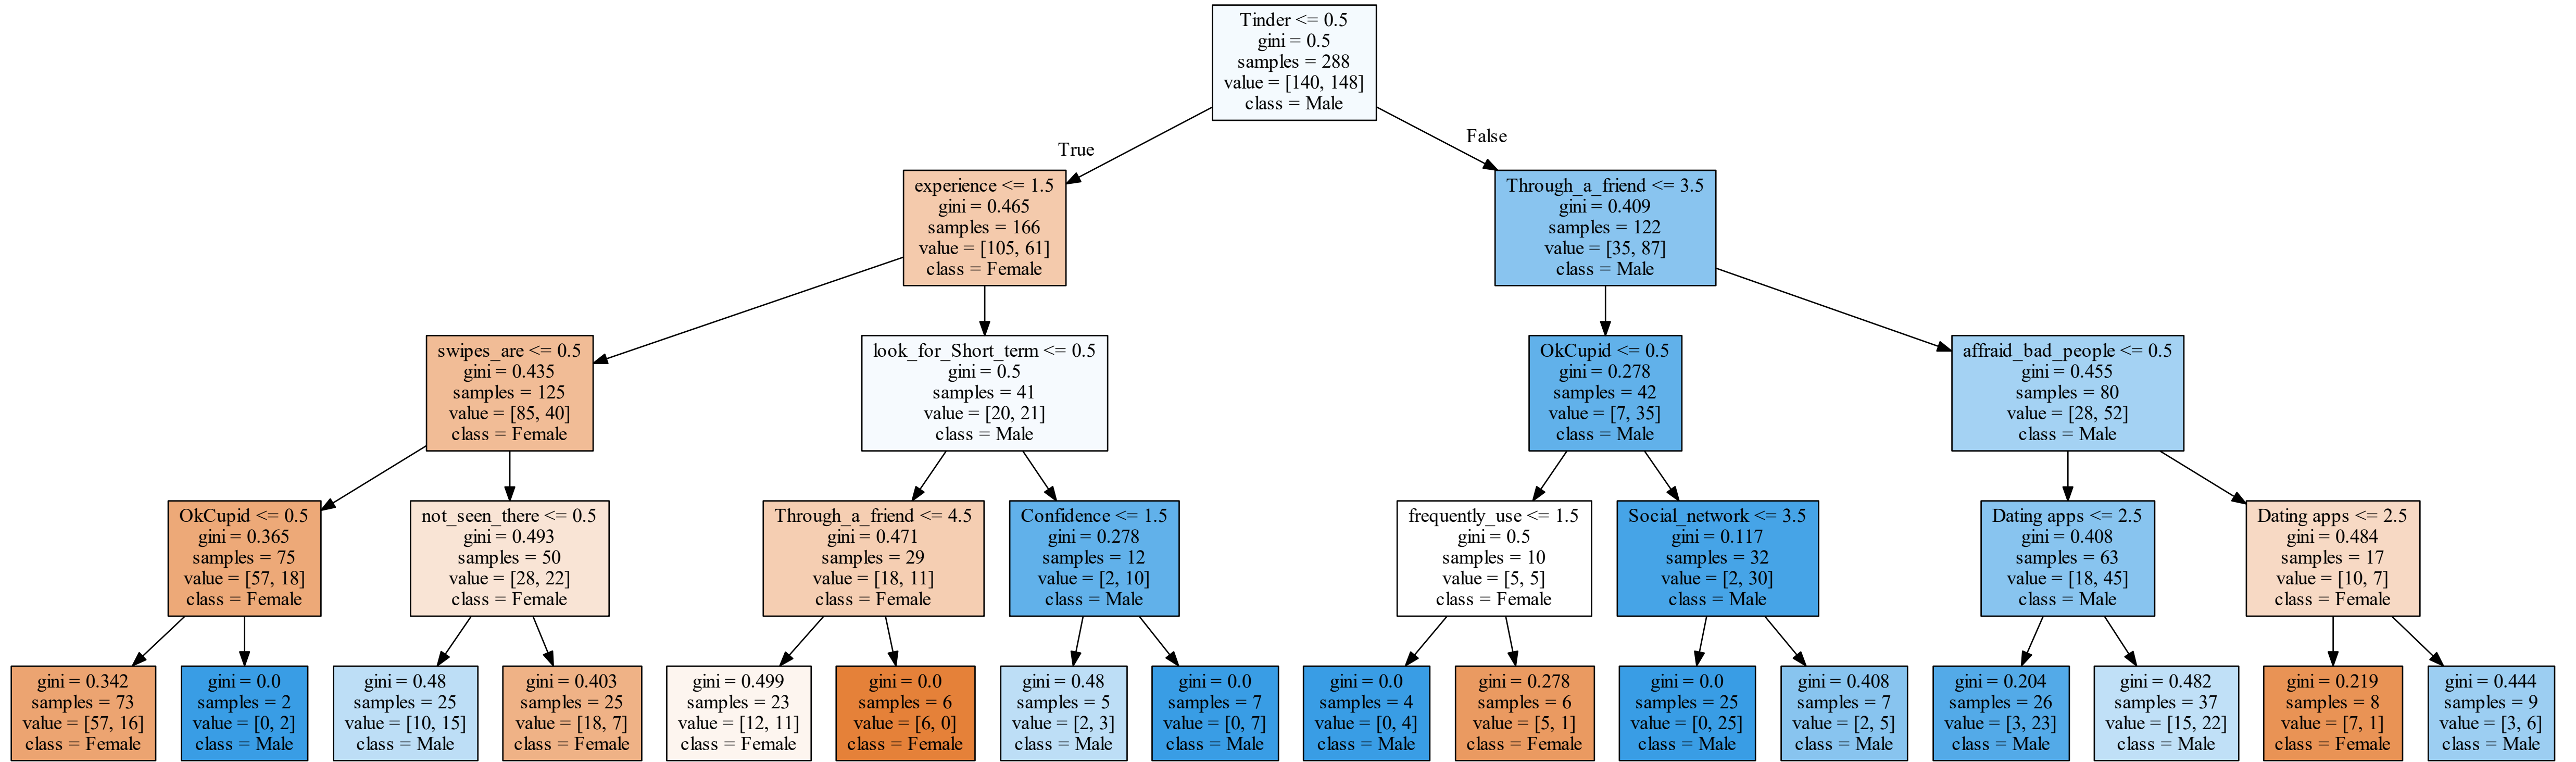 Tinder <= 0.5
gini = 0.5
samples = 288
value = [140, 148]
class = Male
True
False
experience <= 1.5
gini = 0.465
samples = 166
value = [105, 61]
class = Female
Through_a_friend <= 3.5
gini = 0.409
samples = 122
value = [35, 87]
class = Male
swipes_are <= 0.5
gini = 0.435
samples = 125
value = [85, 40]
class = Female
look_for_Short_term <= 0.5
gini = 0.5
samples = 41
value = [20, 21]
class = Male
OkCupid <= 0.5
gini = 0.278
samples = 42
value = [7, 35]
class = Male
affraid_bad_people <= 0.5
gini = 0.455
samples = 80
value = [28, 52]
class = Male
OkCupid <= 0.5
gini = 0.365
samples = 75
value = [57, 18]
class = Female
not_seen_there <= 0.5
gini = 0.493
samples = 50
value = [28, 22]
class = Female
Through_a_friend <= 4.5
gini = 0.471
samples = 29
value = [18, 11]
class = Female
Confidence <= 1.5
gini = 0.278
samples = 12
value = [2, 10]
class = Male
frequently_use <= 1.5
gini = 0.5
samples = 10
value = [5, 5]
class = Female
Social_network <= 3.5
gini = 0.117
samples = 32
value = [2, 30]
class = Male
Dating apps <= 2.5
gini = 0.408
samples = 63
value = [18, 45]
class = Male
Dating apps <= 2.5
gini = 0.484
samples = 17
value = [10, 7]
class = Female
gini = 0.342
samples = 73
value = [57, 16]
class = Female
gini = 0.0
samples = 2
value = [0, 2]
class = Male
gini = 0.48
samples = 25
value = [10, 15]
class = Male
gini = 0.403
samples = 25
value = [18, 7]
class = Female
gini = 0.499
samples = 23
value = [12, 11]
class = Female
gini = 0.0
samples = 6
value = [6, 0]
class = Female
gini = 0.48
samples = 5
value = [2, 3]
class = Male
gini = 0.0
samples = 7
value = [0, 7]
class = Male
gini = 0.0
samples = 4
value = [0, 4]
class = Male
gini = 0.278
samples = 6
value = [5, 1]
class = Female
gini = 0.0
samples = 25
value = [0, 25]
class = Male
gini = 0.408
samples = 7
value = [2, 5]
class = Male
gini = 0.204
samples = 26
value = [3, 23]
class = Male
gini = 0.482
samples = 37
value = [15, 22]
class = Male
gini = 0.219
samples = 8
value = [7, 1]
class = Female
gini = 0.444
samples = 9
value = [3, 6]
class = Male